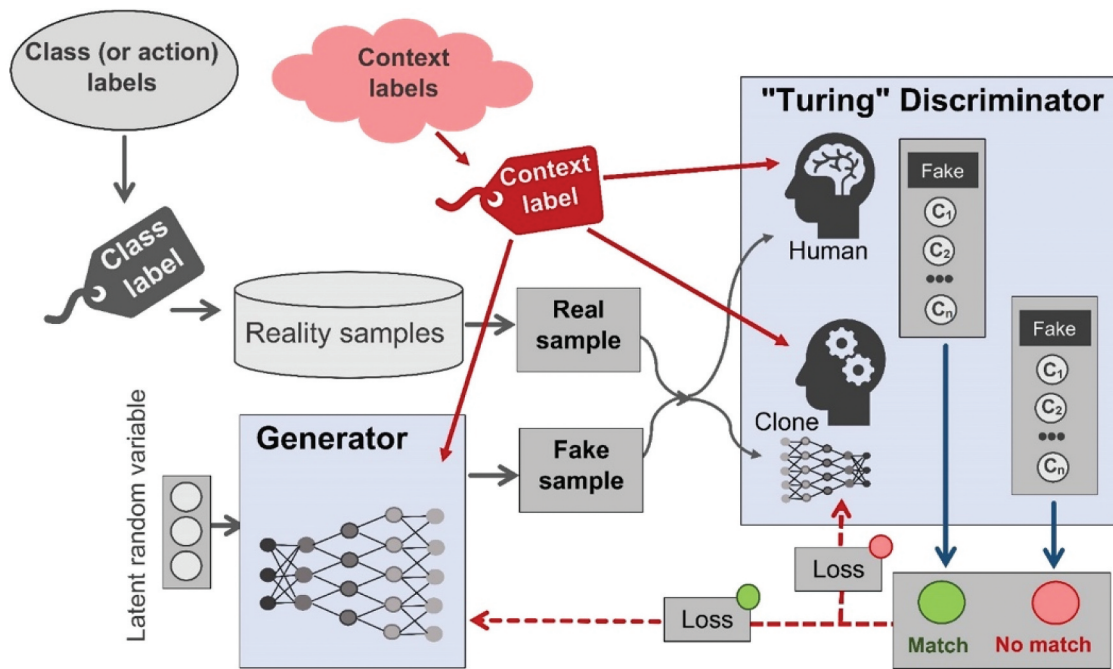 Class (or action)
labels
Context
labels
"Turing" Discriminator
Context
label
Fake
C1
C2
•••
Cn
Human
Class
label
Reality samples
Real
sample
Fake
C1
C2
•••
Cn
Clone
Latent random variable
Generator
Fake
sample
Loss
Loss
Match
No match